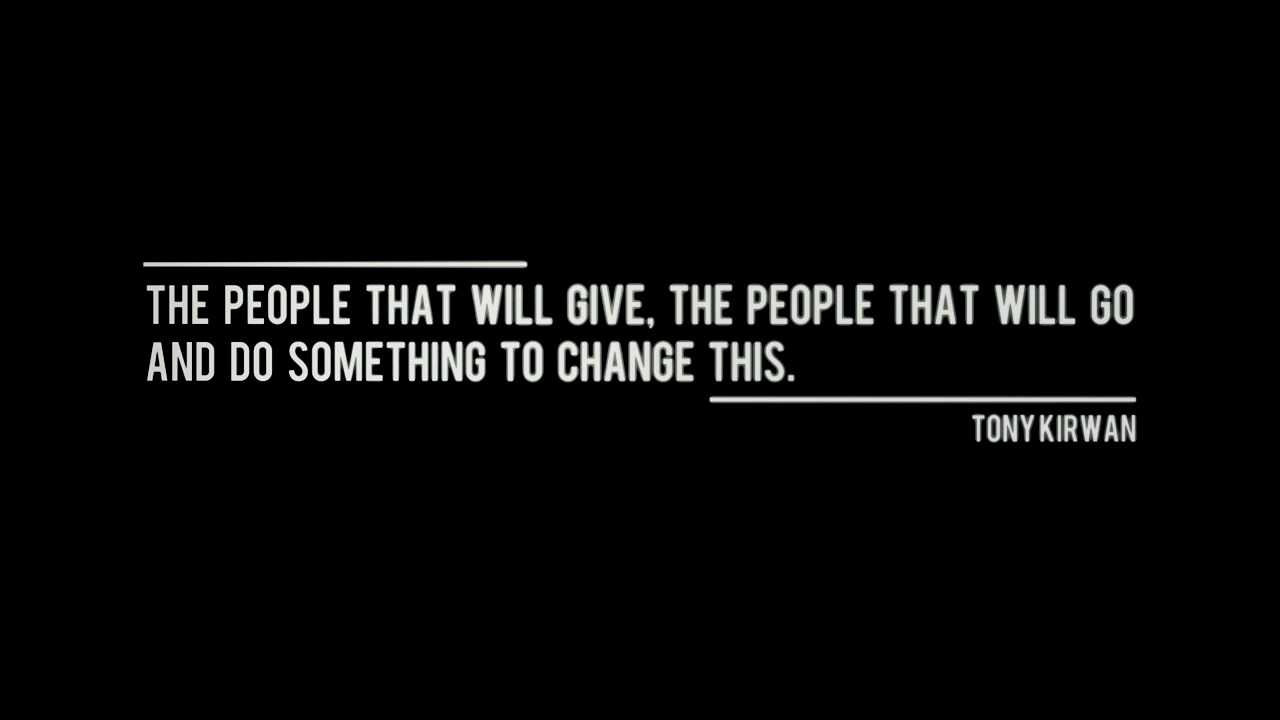 THE PEOPLE THAT WILL GIVE, THE PEOPLE THAT WILL GO
AND DO SOMETHING TO CHANGE THIS.
TONY KIRWAN